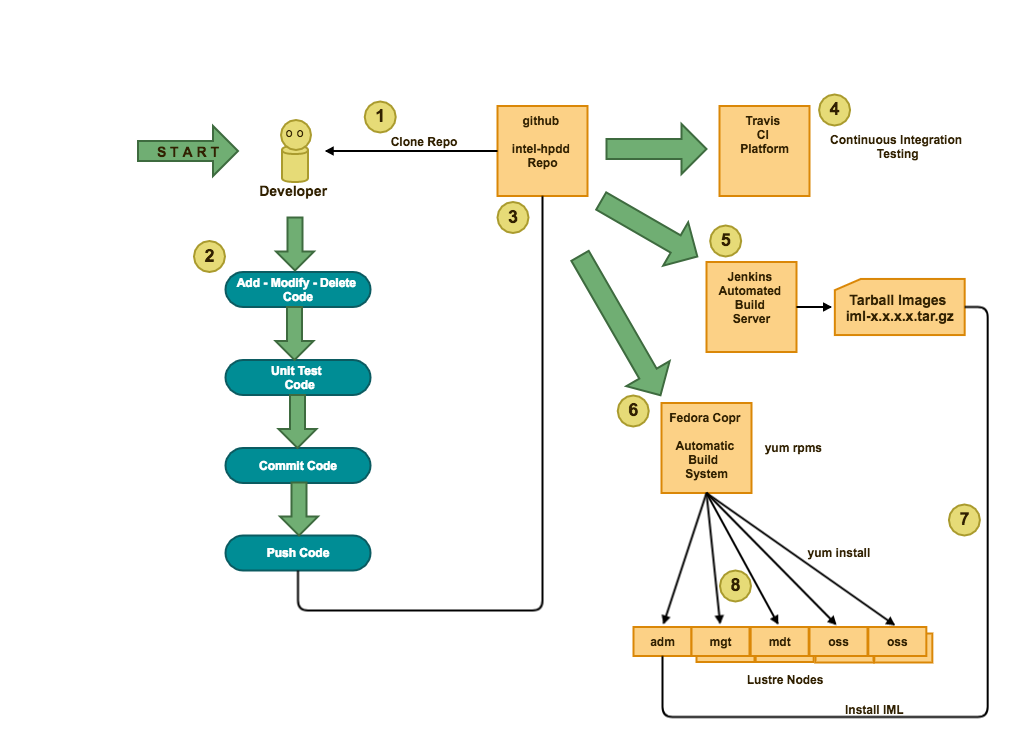 START
Developer
1
Clone Repo
github
intel-hpdd
Repo
3
Travis
CI
Platform
4
Continuous Integration
Testing
2
Add - Modify - Delete
Code
Unit Test
Code
Commit Code
Push Code
5
Jenkins
Automated
Build
Server
Tarball Images
iml-x.x.x.x.tar.gz
6
Fedora Copr
Automatic
Build
System
yum rpms
7
yum install
8
adm
mgt
mdt
oss
oss
Lustre Nodes
Install IML